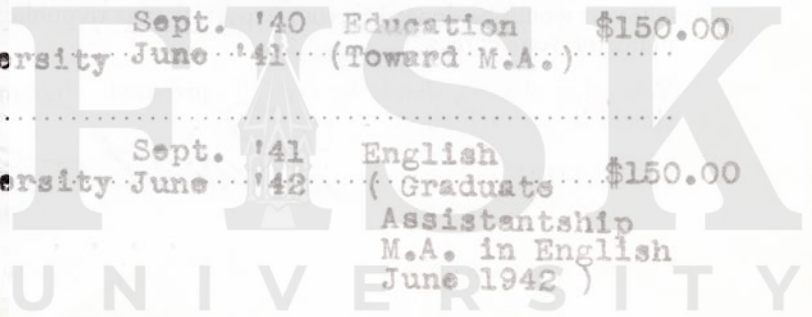 Sept. '40 Education $150.00
ersity June '41 (Toward M.A.)
Sept. '41 English
ersity June '42 ( Graduate $150.00
Assistantship
M.A. in English
June 1942 )
FISK
UNIVERSITY